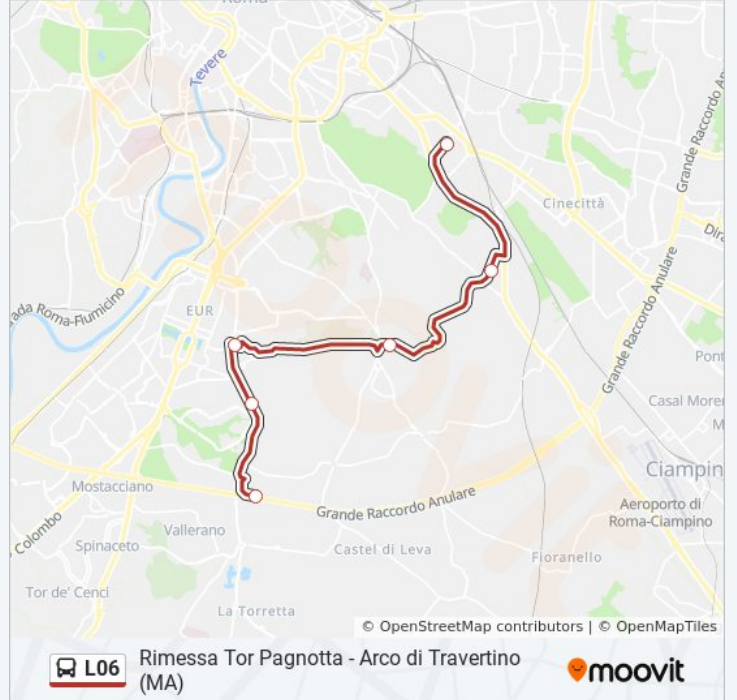 Roma
Tevere
Grande Raccordo Anulare
Cinecittà
ada Roma-Fiumicino
EUR
Grande Raccordo Anulare
Pont
Casal More
M
Ciampin
Mostacciano
Grande Raccordo Anulare
Aeroporto di
Roma-Ciampino
Colombo
Vallerano
Spinaceto
Castel di Leva
Fioranello
Tor de' Cenci
La Torretta
© OpenStreetMap contributors | © OpenMapTiles
L06
Rimessa Tor Pagnotta - Arco di Travertino
(MA)
moovit